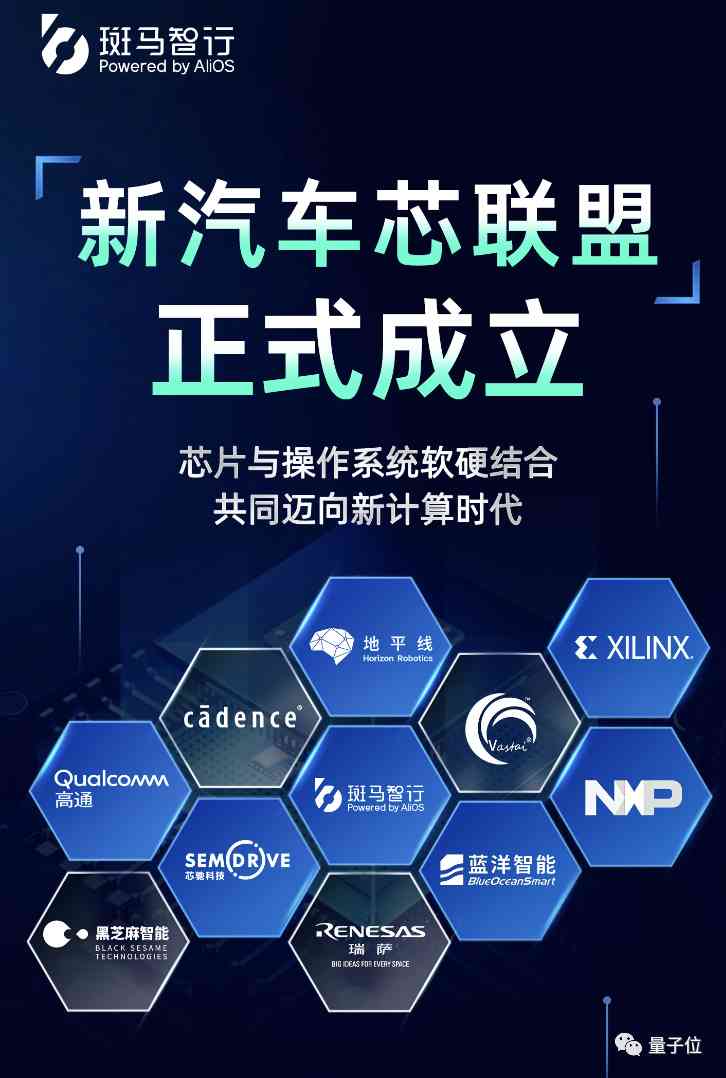 斑马智行
Powered by AliOS
新汽车芯联盟
正式成立
芯片与操作系统软硬结合
共同迈向新计算时代
地平线
Horizon Robotics
XILINX
cādence®
Vastai®
Qualcomm
高通
斑马智行
Powered by AliOS
NXP
SEMIDRIVE
芯驰科技
蓝洋智能
BlueOceanSmart
黑芝麻智能
BLACK SESAME
TECHNOLOGIES
RENESAS
瑞萨
BIG IDEAS FOR EVERY SPACE
量子位